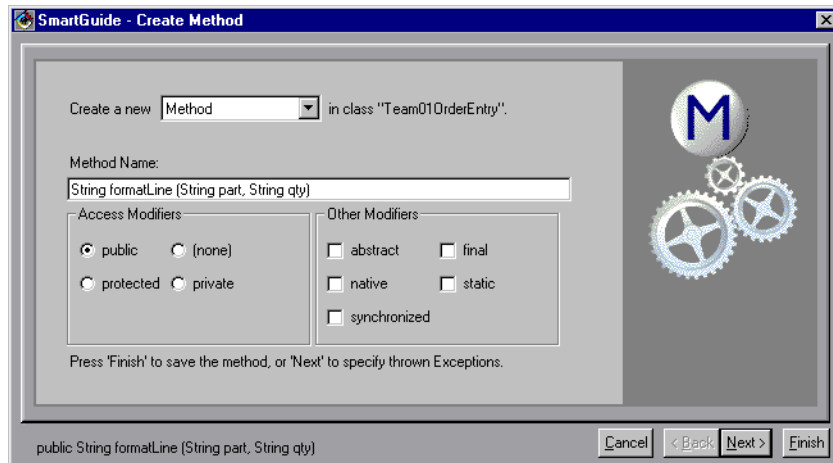 SmartGuide - Create Method
Create a new Method in class "Team01OrderEntry".
M
Method Name:
String formatLine (String part, String qty)
Access Modifiers
public (none)
protected private
Other Modifiers
abstract final
native static
synchronized
Press 'Finish' to save the method, or 'Next' to specify thrown Exceptions.
public String formatLine (String part, String qty)
Cancel < Back Next > Finish